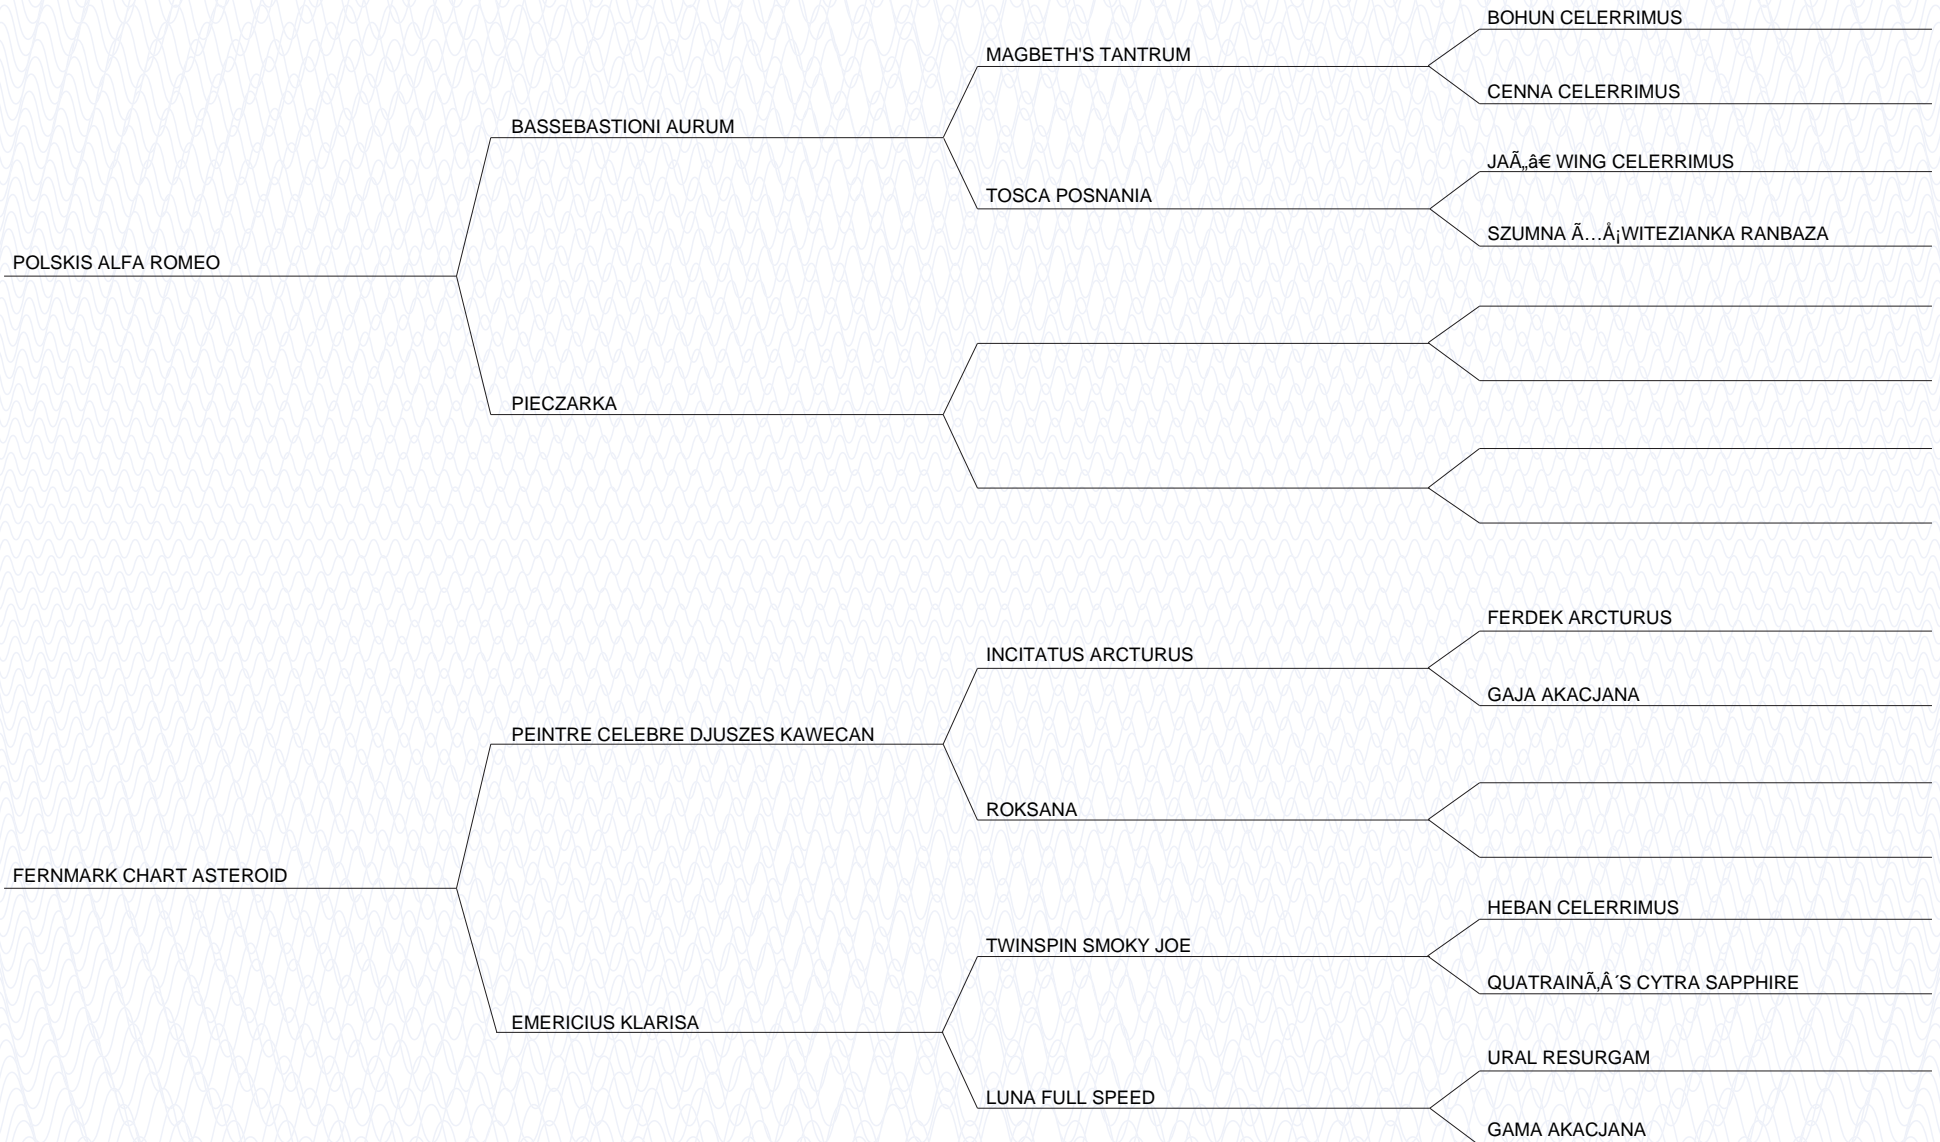 BOHUN CELERRIMUS
MAGBETH'S TANTRUM
CENNA CELERRIMUS
BASSEBASTIONI AURUM
JAÃ„â€ WING CELERRIMUS
TOSCA POSNANIA
SZUMNA Ã…Å¡WITEZIANKA RANBAZA
POLSKIS ALFA ROMEO
PIECZARKA
FERDEK ARCTURUS
INCITATUS ARCTURUS
GAJA AKACJANA
PEINTRE CELEBRE DJUSZES KAWECAN
ROKSANA
FERNMARK CHART ASTEROID
HEBAN CELERRIMUS
TWINSPIN SMOKY JOE
QUATRAINÃ‚Â´S CYTRA SAPPHIRE
EMERICIUS KLARISA
URAL RESURGAM
LUNA FULL SPEED
GAMA AKACJANA